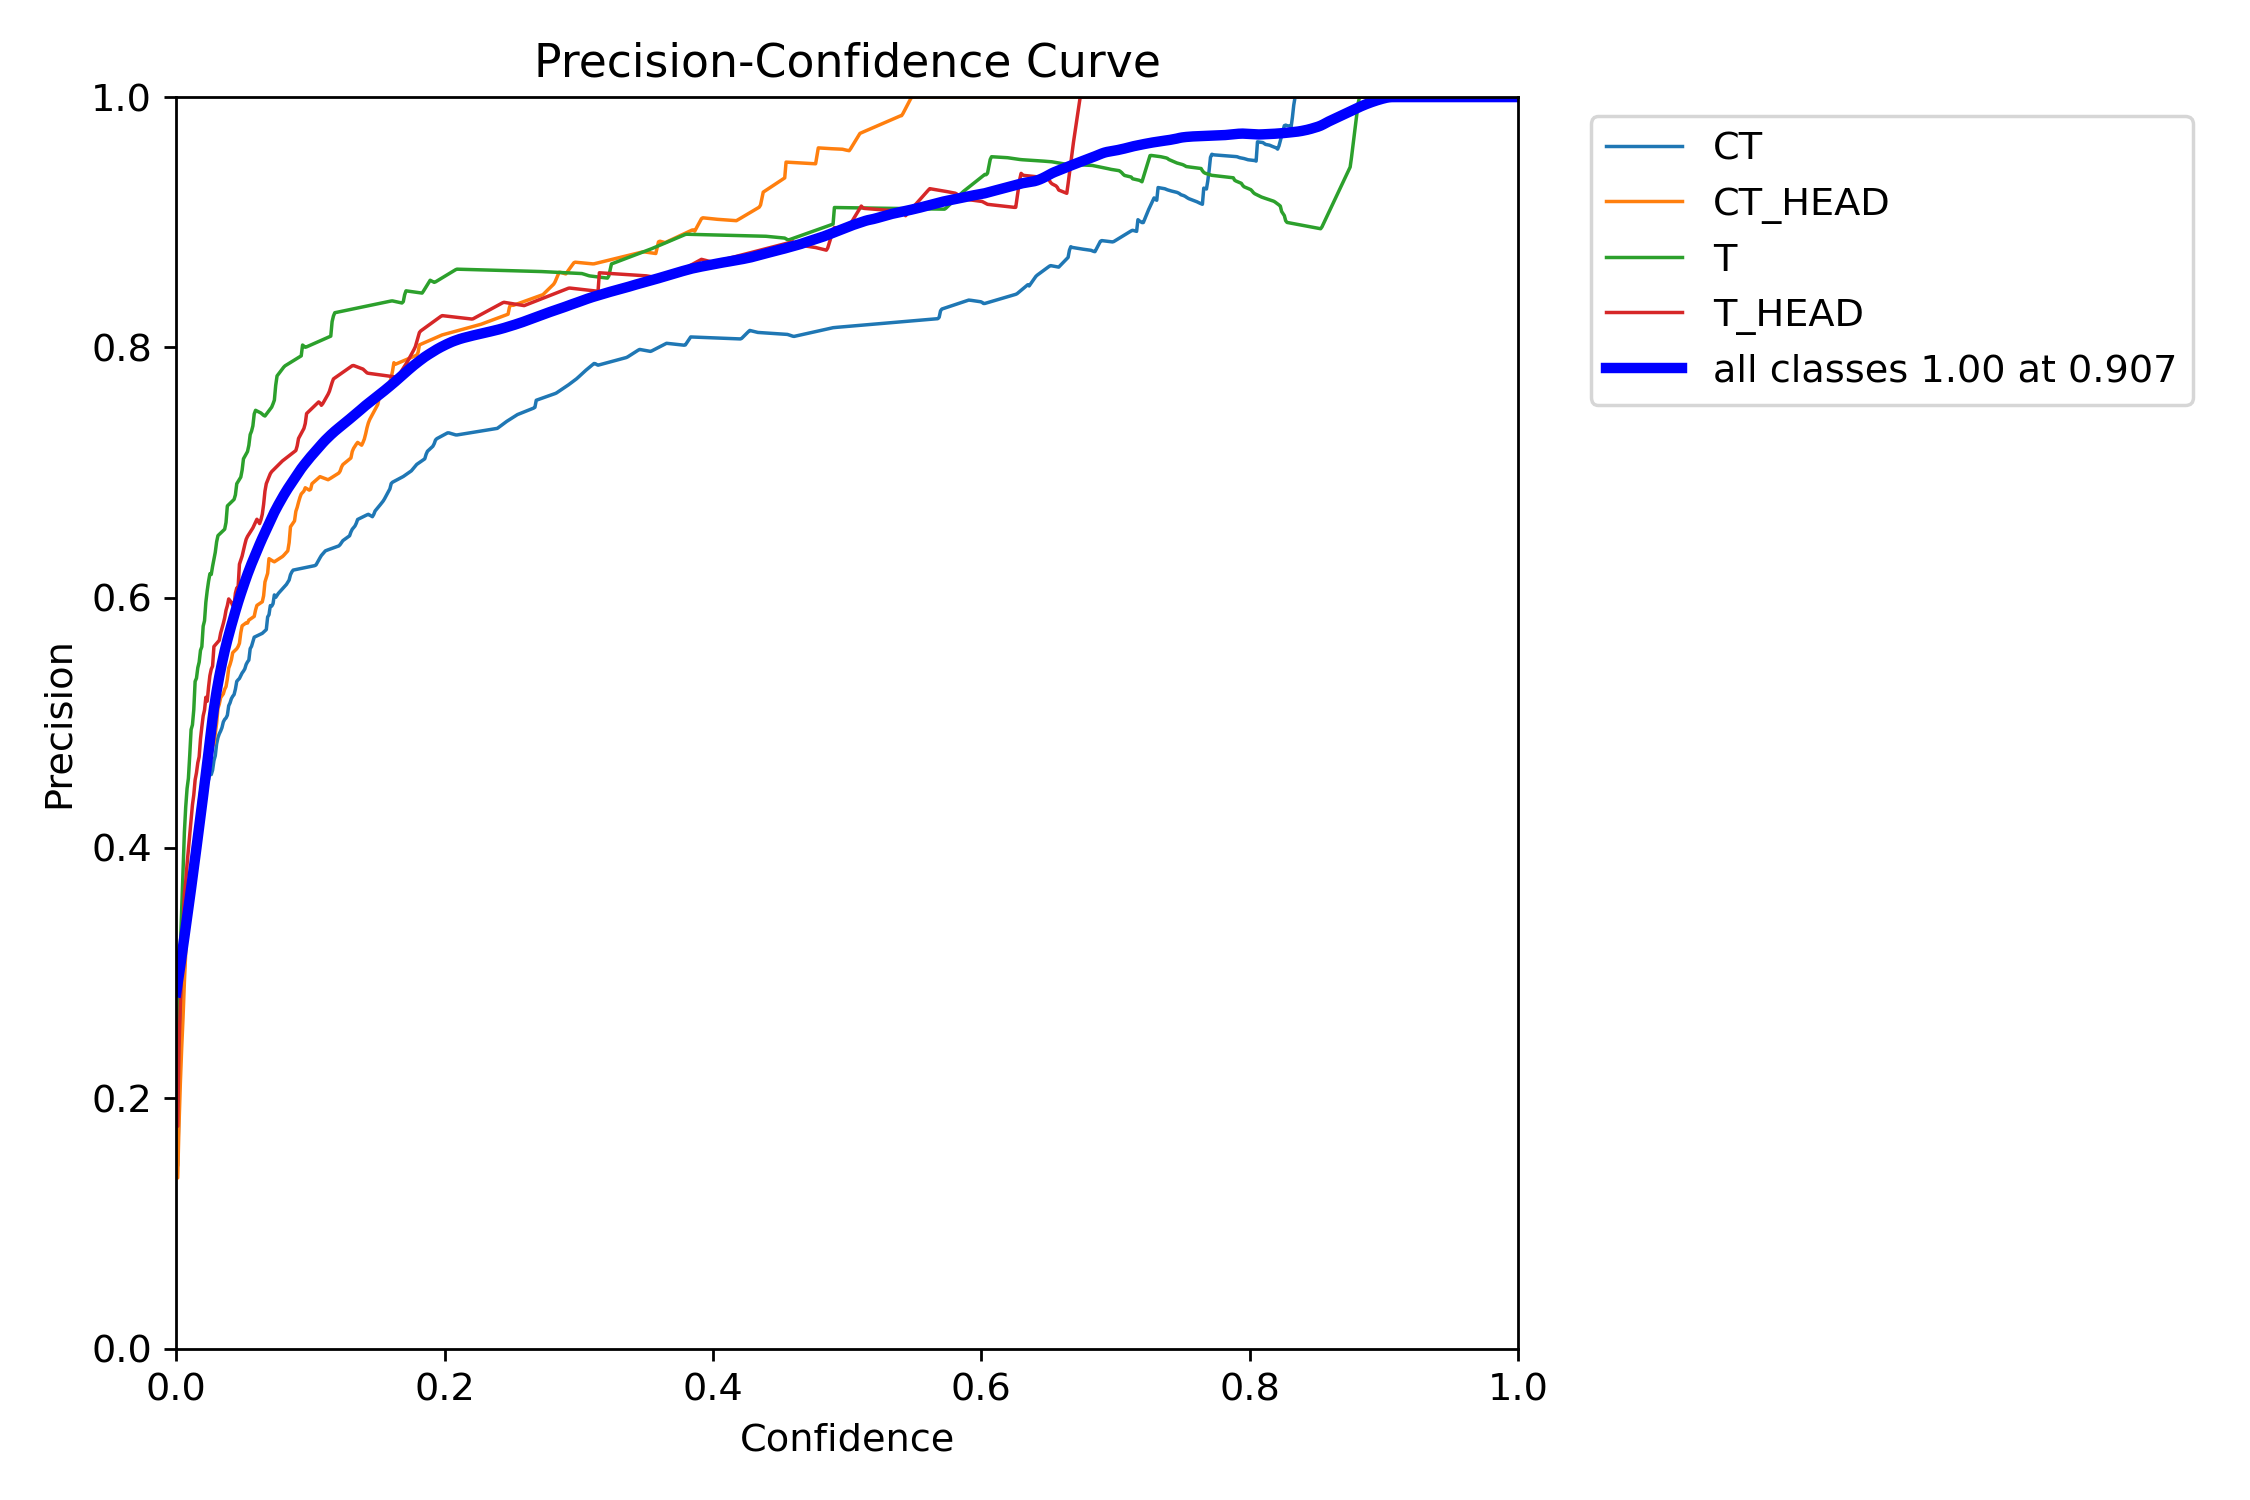 Precision-Confidence Curve
1.0
0.8
0.6
0.4
0.2
0.0
Precision
0.0 0.2 0.4 0.6 0.8 1.0
Confidence
CT
CT_HEAD
T
T_HEAD
all classes 1.00 at 0.907